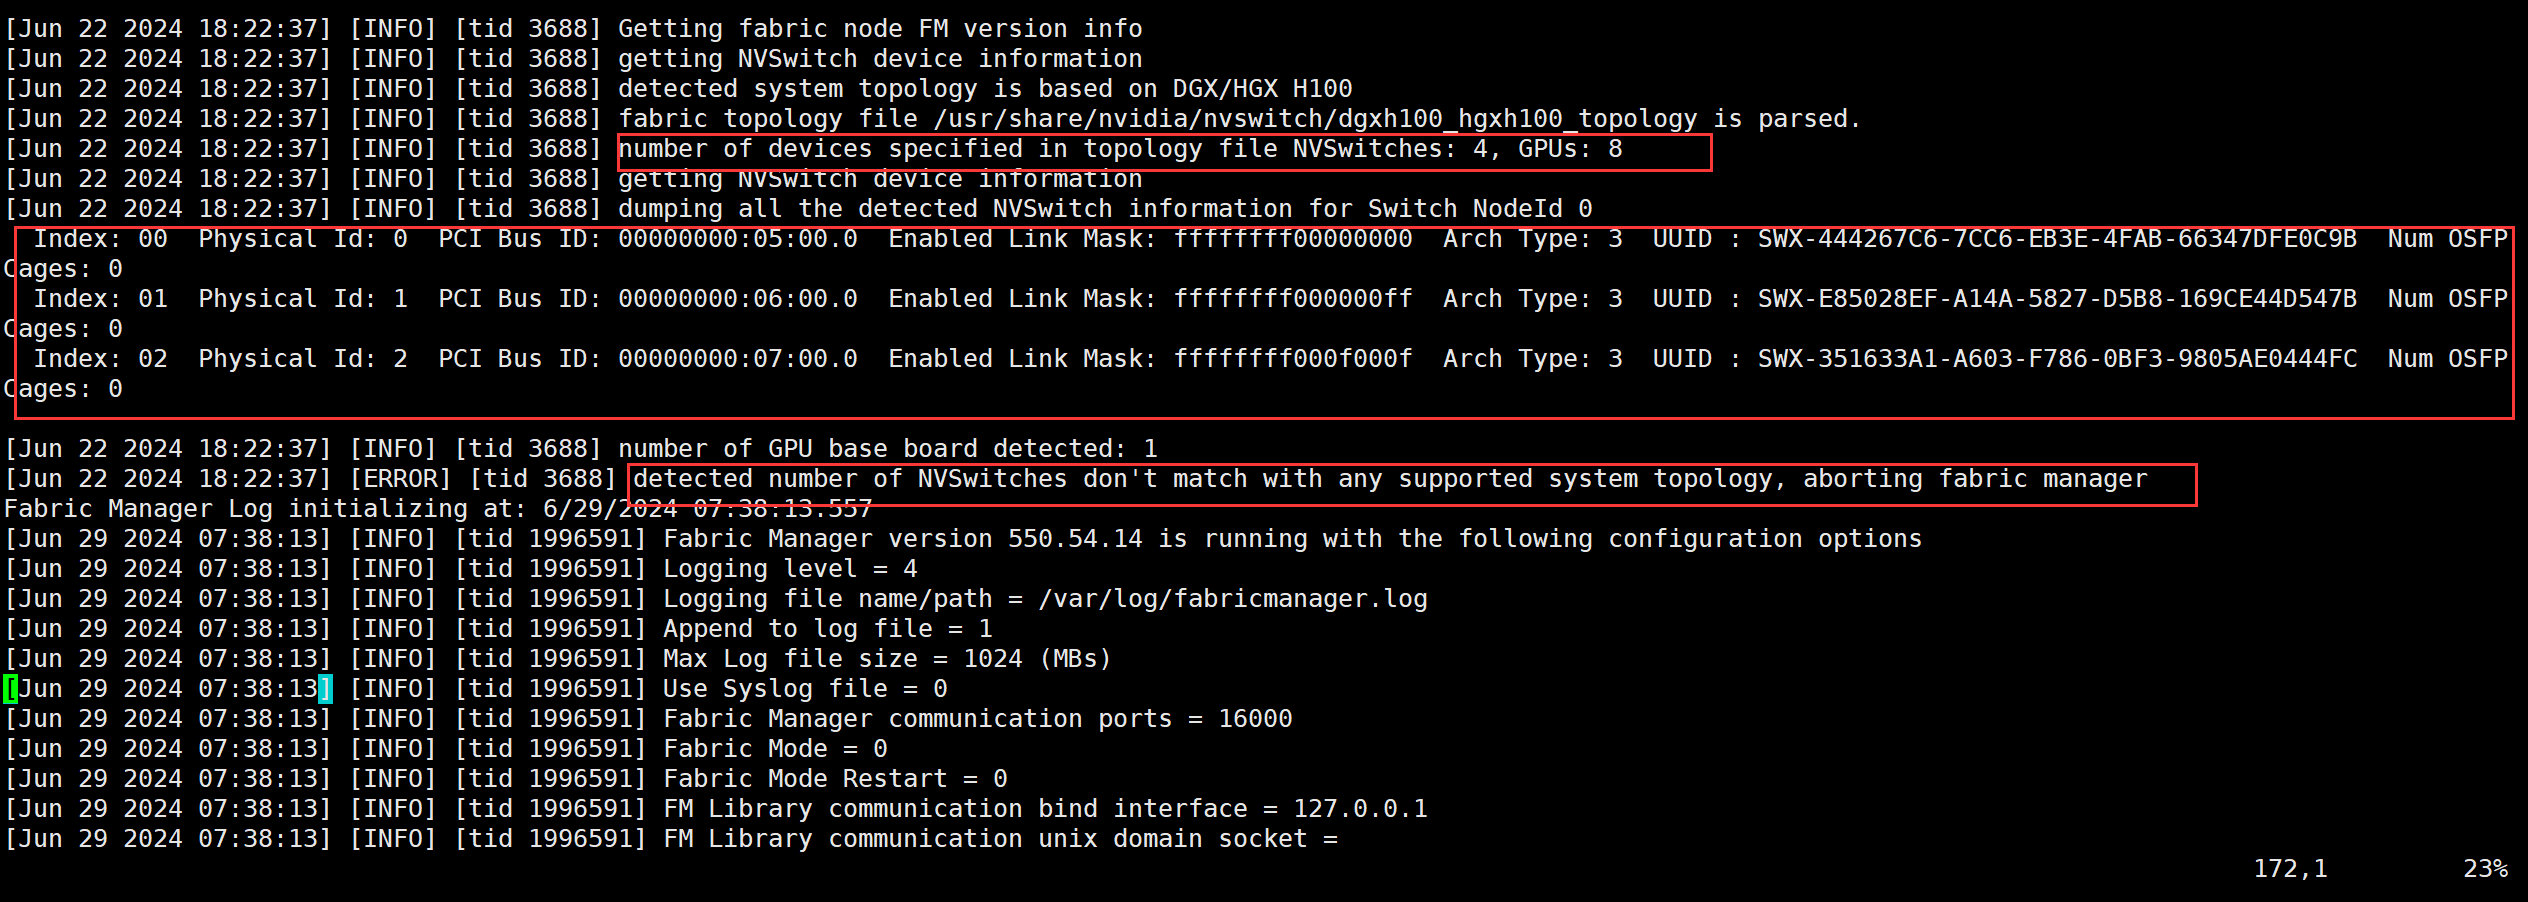 [Jun 22 2024 18:22:37] [INFO] [tid 3688] Getting fabric node FM version info
[Jun 22 2024 18:22:37] [INFO] [tid 3688] getting NVSwitch device information
[Jun 22 2024 18:22:37] [INFO] [tid 3688] detected system topology is based on DGX/HGX H100
[Jun 22 2024 18:22:37] [INFO] [tid 3688] fabric topology file /usr/share/nvidia/nvswitch/dgxh100_hgxh100_topology is parsed.
[Jun 22 2024 18:22:37] [INFO] [tid 3688] number of devices specified in topology file NVSwitches: 4, GPUs: 8
[Jun 22 2024 18:22:37] [INFO] [tid 3688] getting NVSwitch device information
[Jun 22 2024 18:22:37] [INFO] [tid 3688] dumping all the detected NVSwitch information for Switch NodeId 0
  Index: 00  Physical Id: 0  PCI Bus ID: 00000000:05:00.0  Enabled Link Mask: ffffffff00000000  Arch Type: 3  UUID : SWX-444267C6-7CC6-EB3E-4FAB-66347DFE0C9B  Num OSFP
Cages: 0
  Index: 01  Physical Id: 1  PCI Bus ID: 00000000:06:00.0  Enabled Link Mask: ffffffff000000ff  Arch Type: 3  UUID : SWX-E85028EF-A14A-5827-D5B8-169CE44D547B  Num OSFP
Cages: 0
  Index: 02  Physical Id: 2  PCI Bus ID: 00000000:07:00.0  Enabled Link Mask: ffffffff000f000f  Arch Type: 3  UUID : SWX-351633A1-A603-F786-0BF3-9805AE0444FC  Num OSFP
Cages: 0
[Jun 22 2024 18:22:37] [INFO] [tid 3688] number of GPU base board detected: 1
[Jun 22 2024 18:22:37] [ERROR] [tid 3688] detected number of NVSwitches don't match with any supported system topology, aborting fabric manager
Fabric Manager Log initializing at: 6/29/2024 07:38:13.557
[Jun 29 2024 07:38:13] [INFO] [tid 1996591] Fabric Manager version 550.54.14 is running with the following configuration options
[Jun 29 2024 07:38:13] [INFO] [tid 1996591] Logging level = 4
[Jun 29 2024 07:38:13] [INFO] [tid 1996591] Logging file name/path = /var/log/fabricmanager.log
[Jun 29 2024 07:38:13] [INFO] [tid 1996591] Append to log file = 1
[Jun 29 2024 07:38:13] [INFO] [tid 1996591] Max Log file size = 1024 (MBs)
[Jun 29 2024 07:38:13] [INFO] [tid 1996591] Use Syslog file = 0
[Jun 29 2024 07:38:13] [INFO] [tid 1996591] Fabric Manager communication ports = 16000
[Jun 29 2024 07:38:13] [INFO] [tid 1996591] Fabric Mode = 0
[Jun 29 2024 07:38:13] [INFO] [tid 1996591] Fabric Mode Restart = 0
[Jun 29 2024 07:38:13] [INFO] [tid 1996591] FM Library communication bind interface = 127.0.0.1
[Jun 29 2024 07:38:13] [INFO] [tid 1996591] FM Library communication unix domain socket =
172,1         23%